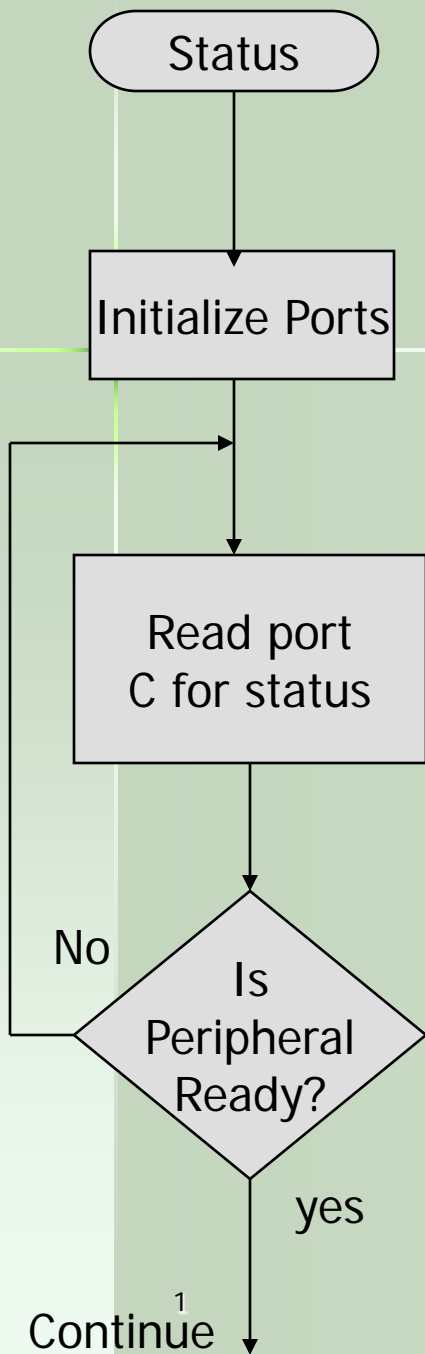 Status
Initialize Ports
Read port
C for status
No
Is
Peripheral
Ready?
yes
1
Continue